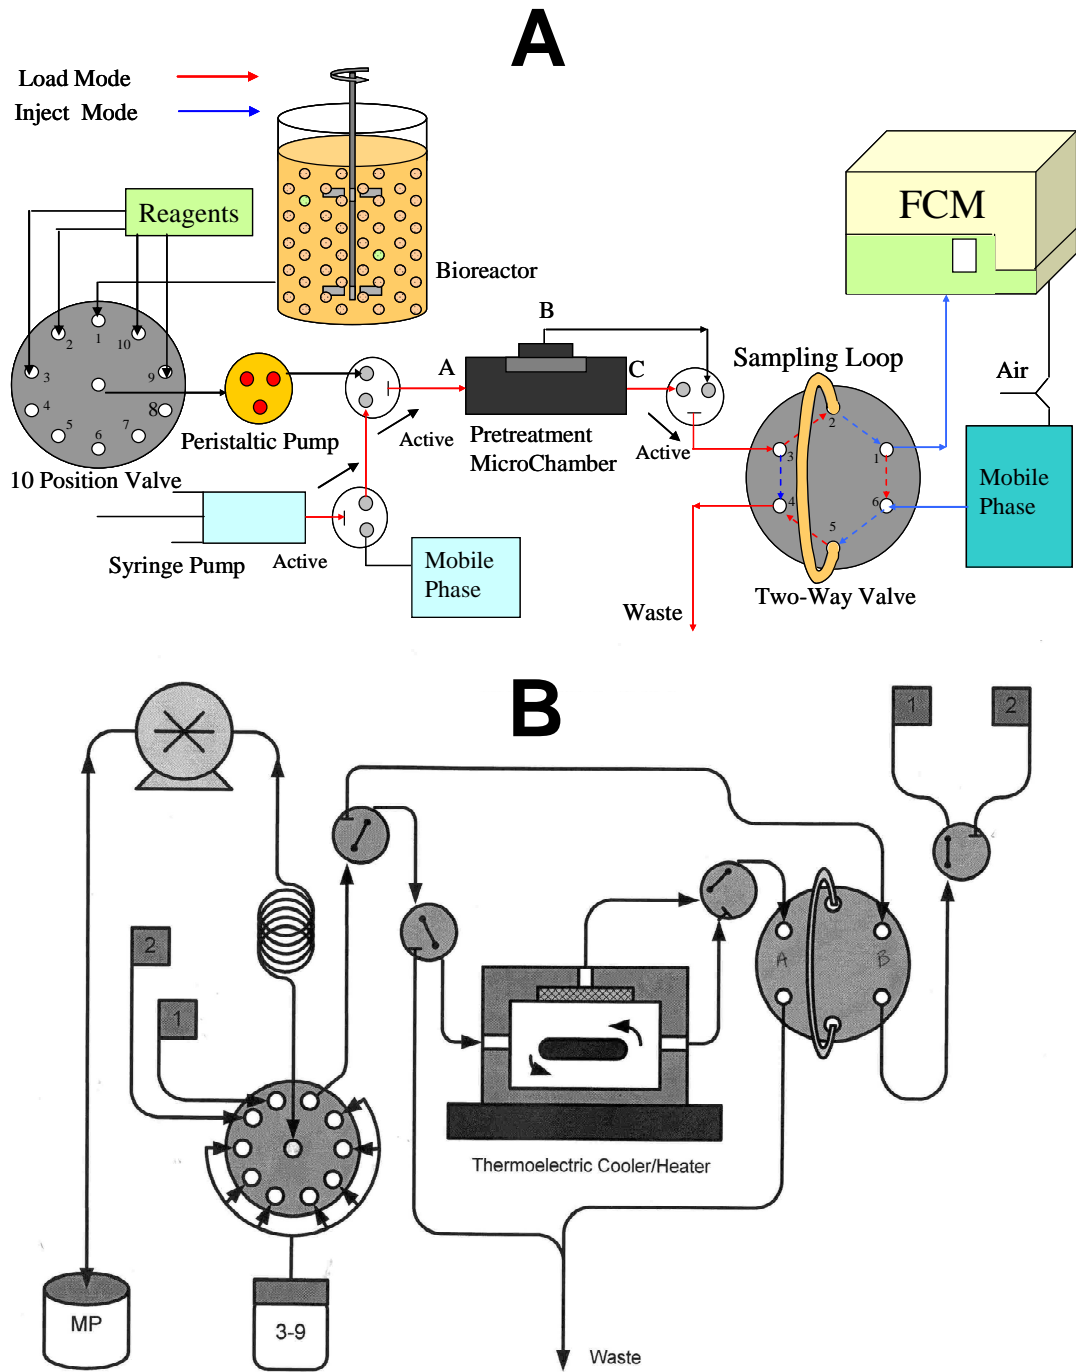 A
Load Mode
Inject Mode
Reagents
FCM
Bioreactor
B
1
2
10
3
9
4
8
5
7
6
A
C
Sampling Loop
Air
Peristaltic Pump
Active
Pretreatment
MicroChamber
Active
2
3
1
4
6
5
Mobile
Phase
10 Position Valve
Syringe Pump
Active
Mobile
Phase
Waste
Two-Way Valve
B
1
2
2
1
A
B
Thermoelectric Cooler/Heater
MP
3-9
Waste